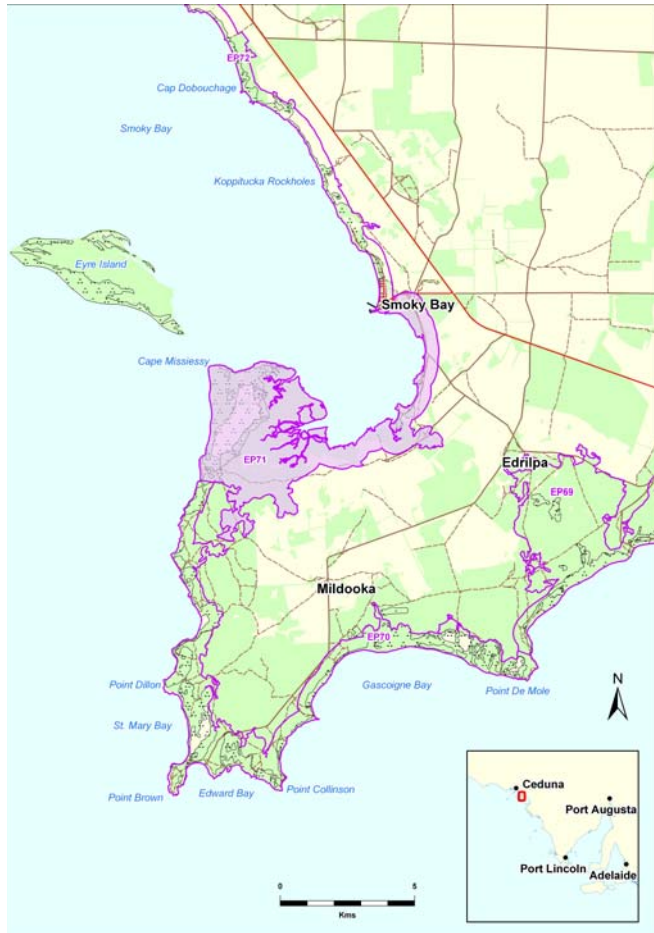 EP72
Cap Dobouchage
Smoky Bay
Koppitucka Rockholes
Eyre Island
Smoky Bay
Cape Missiessy
EP71
Edrilpa
EP69
Mildooka
EP70
Point Dillon
Gascoigne Bay
Point De Mole
St. Mary Bay
N
Point Brown
Edward Bay
Point Collinson
Ceduna
Port Augusta
Port Lincoln
Adelaide
0 5
Kms